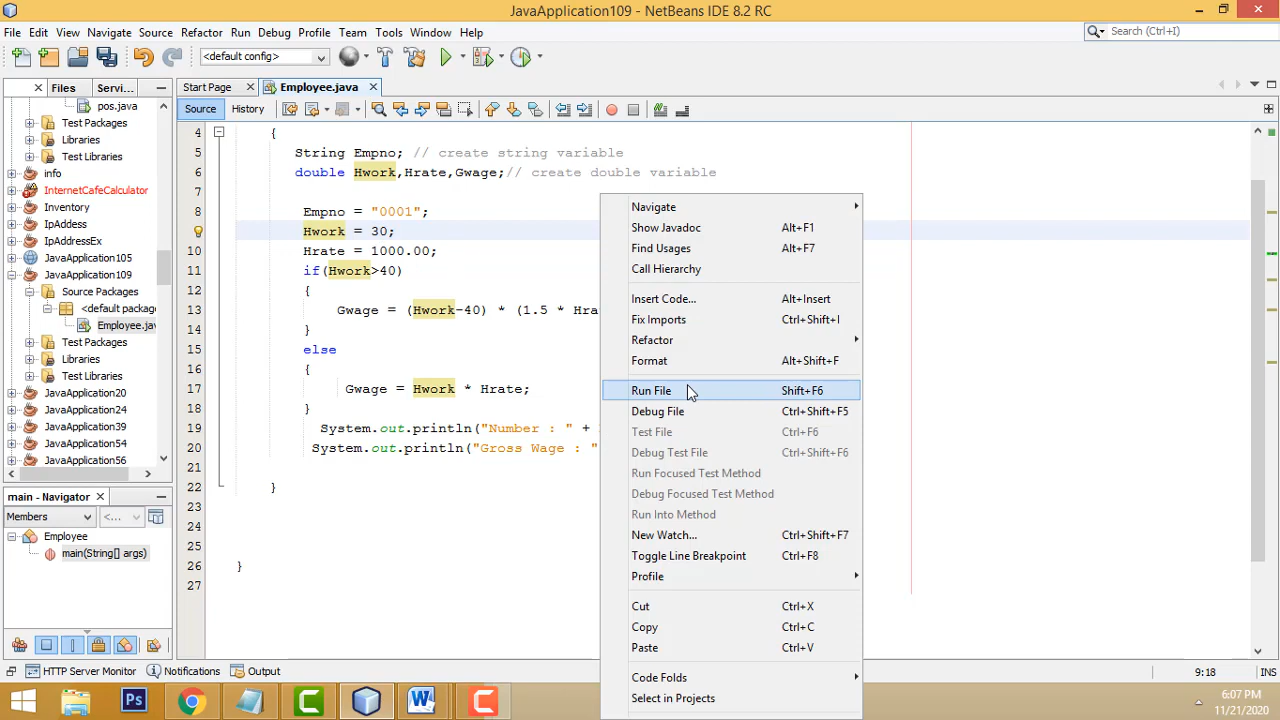 JavaApplication109 - NetBeans IDE 8.2 RC
File Edit View Navigate Source Refactor Run Debug Profile Team Tools Window Help
Search (Ctrl+I)
<default config>
Files Servi...
Start Page Employee.java
Source History
pos.java
Test Packages
Libraries
Test Libraries
info
InternetCafeCalculator
Inventory
IpAddess
IpAddressEx
JavaApplication105
JavaApplication109
Source Packages
<default package
Employee.jav
Test Packages
Libraries
Test Libraries
JavaApplication20
JavaApplication24
JavaApplication39
JavaApplication54
JavaApplication56
main - Navigator
Members <...>
Employee
main(String[] args)
4 {
5 String Empno; // create string variable
6 double Hwork,Hrate,Gwage;// create double variable
7
8 Empno = "0001";
Hwork = 30;
10 Hrate = 1000.00;
11 if(Hwork>40)
12 {
13 Gwage = (Hwork-40) * (1.5 * Hra
14 }
15 else
16 {
17 Gwage = Hwork * Hrate;
18 }
19 System.out.println("Number : " +
20 System.out.println("Gross Wage : "
21
22 }
23
24
25
26 }
27
Navigate
Show Javadoc Alt+F1
Find Usages Alt+F7
Call Hierarchy
Insert Code... Alt+Insert
Fix Imports Ctrl+Shift+I
Refactor
Format Alt+Shift+F
Run File Shift+F6
Debug File Ctrl+Shift+F5
Test File Ctrl+F6
Debug Test File Ctrl+Shift+F6
Run Focused Test Method
Debug Focused Test Method
Run Into Method
New Watch... Ctrl+Shift+F7
Toggle Line Breakpoint Ctrl+F8
Profile
Cut Ctrl+X
Copy Ctrl+C
Paste Ctrl+V
Code Folds
Select in Projects
HTTP Server Monitor Notifications Output
9:18 INS
Ps
6:07 PM
11/21/2020